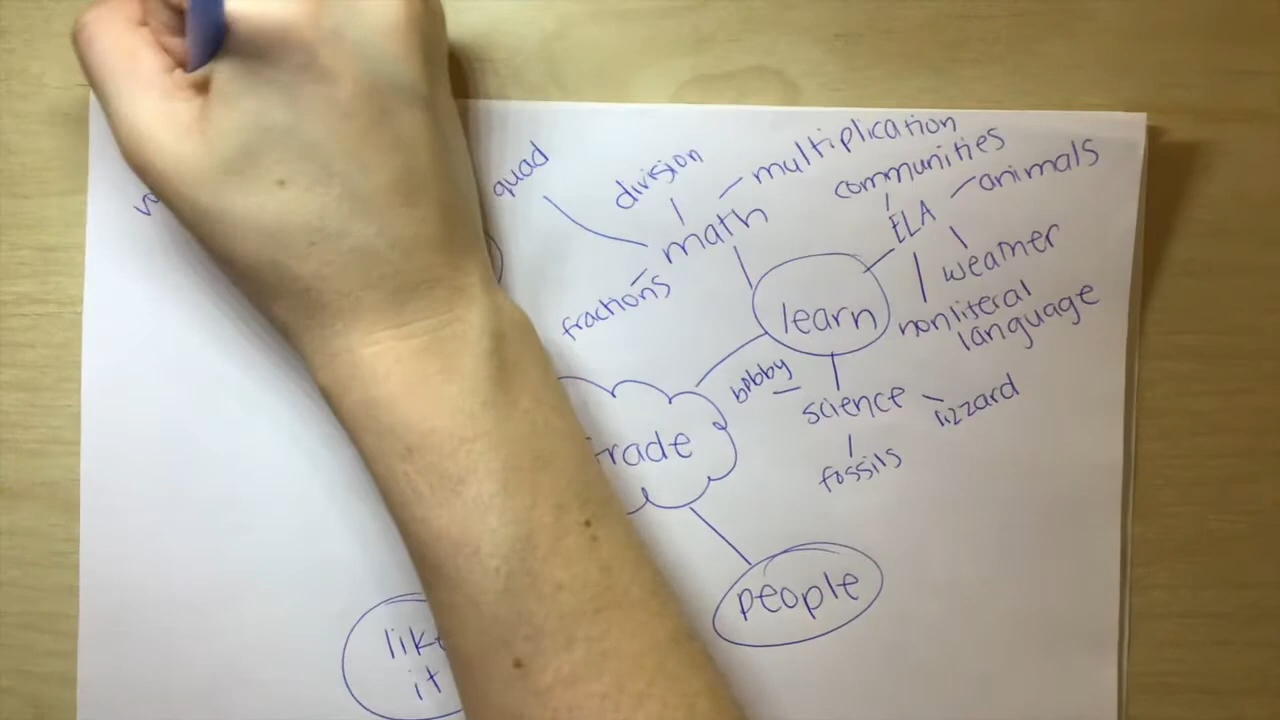 quad
division
multiplication
communities
animals
math
ELA
weather
fractions
learn
nonliteral
language
bobby
science
lizzard
fossils
rade
people
it